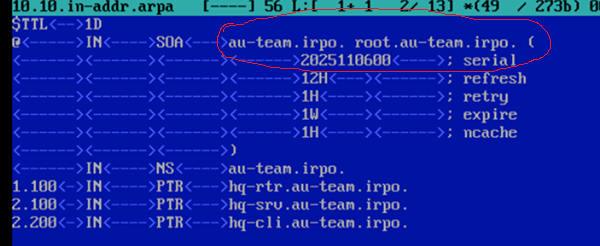 10.10.in-addr.arpa [----] 56 L:[ 1+ 1 2/ 13] *(49 / 273b) 00
$TTL<-->1D
@<----->IN<---->SOA<--->au-team.irpo. root.au-team.irpo. (
<------><------><------><------>2025110600<---->; serial
<------><------><------><------>12H<--->; refresh
<------><------><------><------>1H<---->; retry
<------><------><------><------>1W<---->; expire
<------><------><------><------>1H<---->; ncache
<------><------><------>)
<------>IN<---->NS<---->au-team.irpo.
1.100<->IN<---->PTR<--->hq-rtr.au-team.irpo.
2.100<->IN<---->PTR<--->hq-srv.au-team.irpo.
2.200<->IN<---->PTR<--->hq-cli.au-team.irpo.